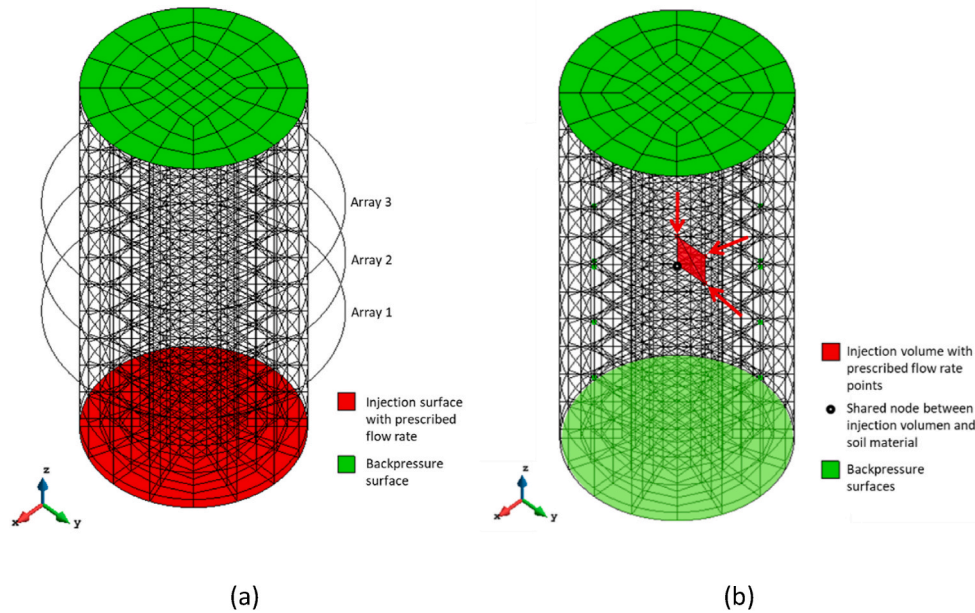 Array 3
Array 2
Array 1
Injection surface
with prescribed
flow rate
Backpressure
surface
z
x
y
(a)
Injection volume with
prescribed flow rate
points
Shared node between
injection volumen and
soil material
Backpressure
surfaces
z
x
y
(b)